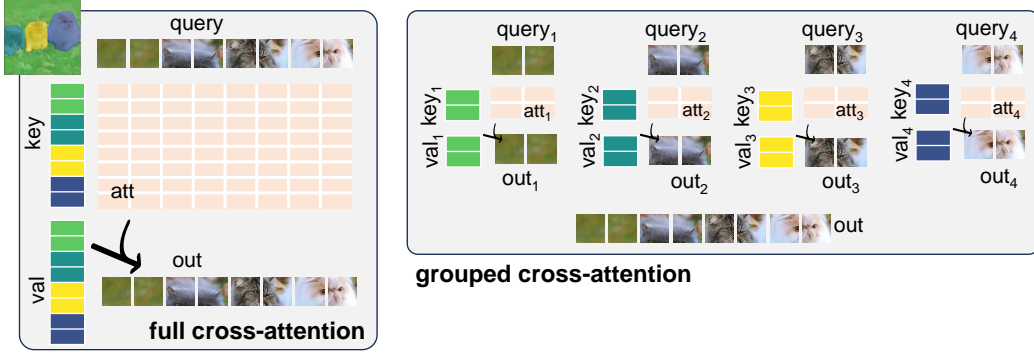 query
key
att
val
out
full cross-attention
query1 query2 query3 query4
key1 key2 key3 key4
att1 att2 att3 att4
val1 val2 val3 val4
out1 out2 out3 out4
out
grouped cross-attention